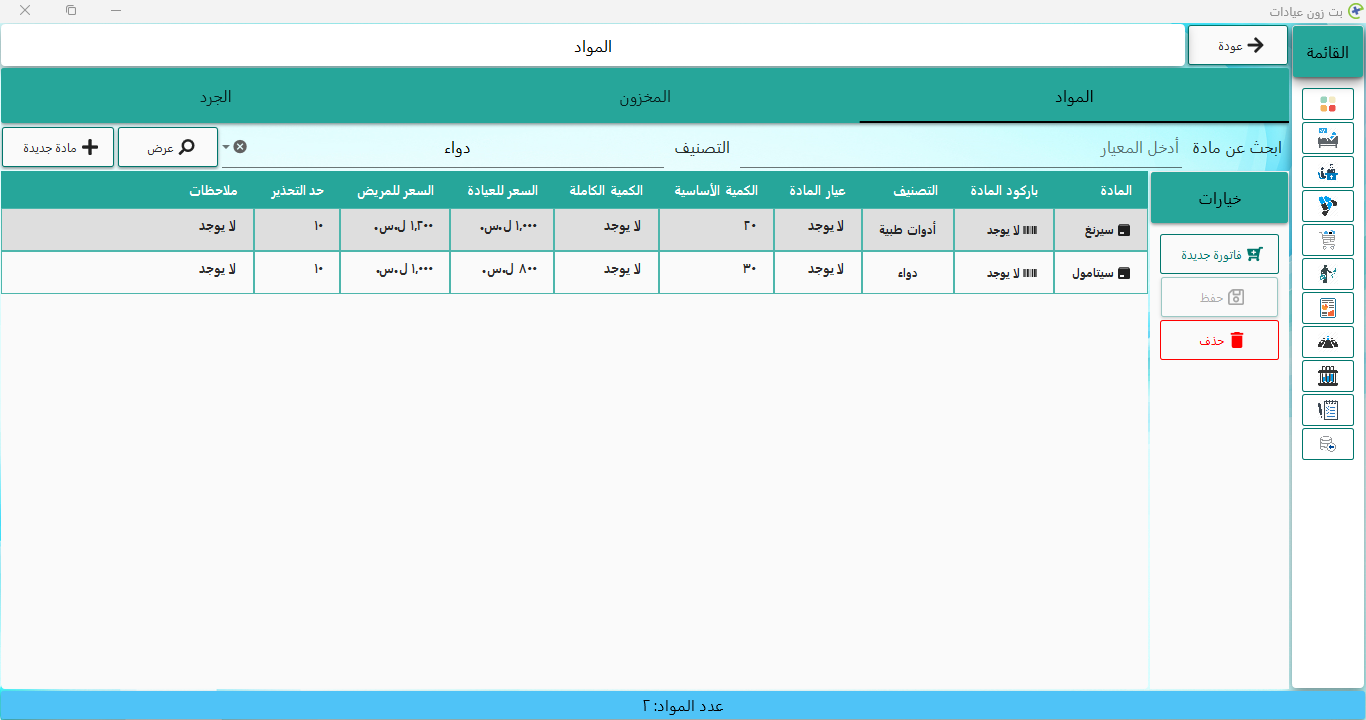 بت زون عيادات
القائمة
عودة
المواد
المواد
المخزون
الجرد
ابحث عن مادة
أدخل المعيار
التصنيف
دواء
عرض
مادة جديدة
خيارات
فاتورة جديدة
حفظ
حذف
المادة باركود المادة التصنيف عيار المادة الكمية الأساسية الكمية الكاملة السعر للعيادة السعر للمريض حد التحذير ملاحظات
سيرنغ لا يوجد أدوات طبية لا يوجد ٢٠ لا يوجد ١,٠٠٠ ل.س. ١,٢٠٠ ل.س. ١٠ لا يوجد
سيتامول لا يوجد دواء لا يوجد ٣٠ لا يوجد ٨٠٠ ل.س. ١,٠٠٠ ل.س. ١٠ لا يوجد
عدد المواد: ٢